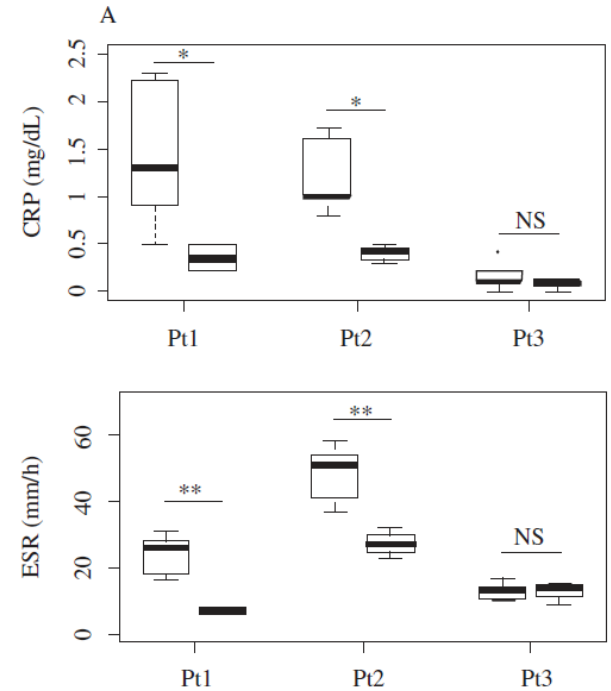 A
CRP (mg/dL)
2.5
2
1.5
1
0.5
0
*
*
NS
Pt1 Pt2 Pt3
ESR (mm/h)
60
40
20
0
**
**
NS
Pt1 Pt2 Pt3